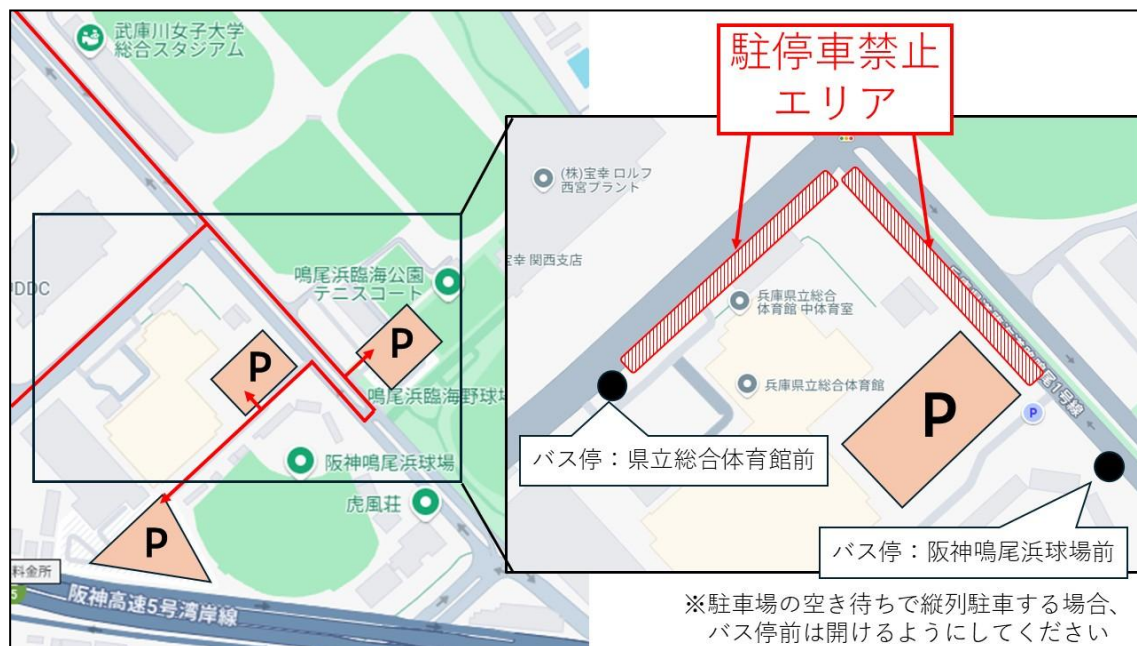 武庫川女子大学
総合スタジアム
DDC
鳴尾浜臨海公園
テニスコート
P
P
鳴尾浜臨海野球場
阪神鳴尾浜球場
虎風荘
P
料金所
5
阪神高速5号湾岸線
駐停車禁止
エリア
(株)宝幸 ロルフ
西宮プラント
宝幸 関西支店
兵庫県立総合
体育館 中体育室
兵庫県立総合体育館
P
P
バス停：県立総合体育館前
バス停：阪神鳴尾浜球場前
※駐車場の空き待ちで縦列駐車する場合、
バス停前は開けるようにしてください